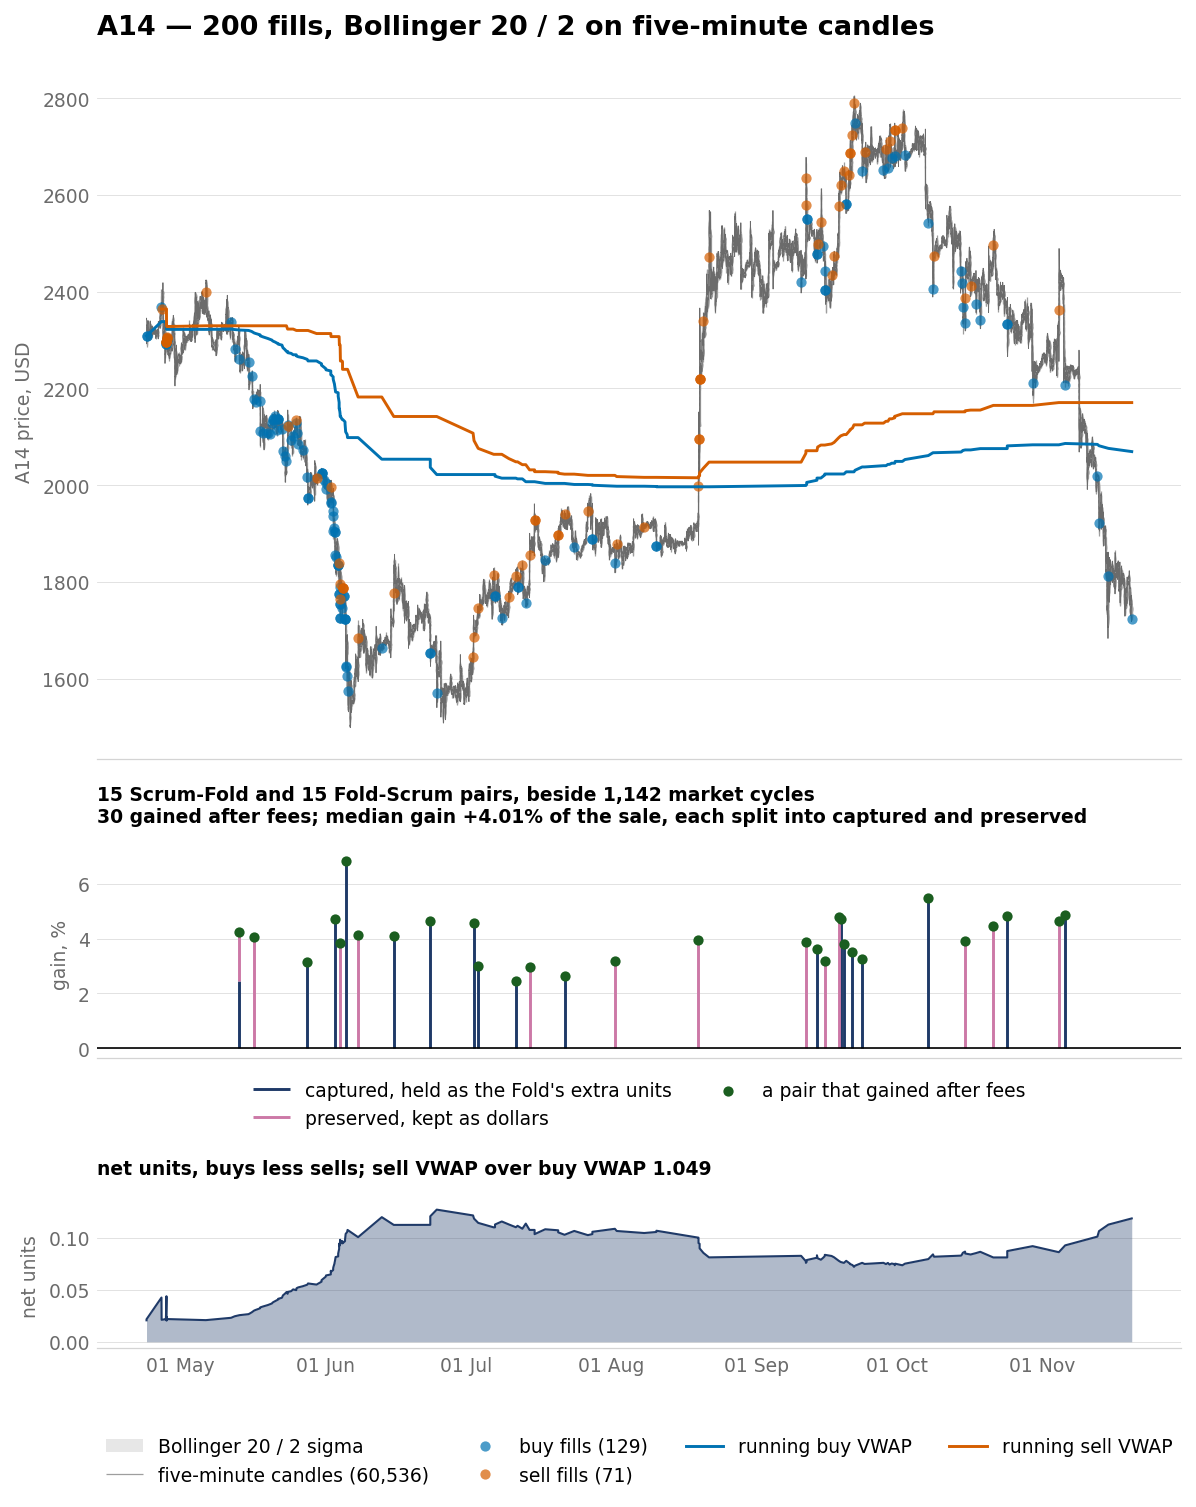 A14 — 200 fills, Bollinger 20 / 2 on five-minute candles
2800
2600
2400
2200
2000
1800
1600
A14 price, USD
15 Scrum-Fold and 15 Fold-Scrum pairs, beside 1,142 market cycles
30 gained after fees; median gain +4.01% of the sale, each split into captured and preserved
6
4
2
0
gain, %
captured, held as the Fold's extra units
a pair that gained after fees
preserved, kept as dollars
net units, buys less sells; sell VWAP over buy VWAP 1.049
0.10
0.05
0.00
net units
01 May 01 Jun 01 Jul 01 Aug 01 Sep 01 Oct 01 Nov
Bollinger 20 / 2 sigma
buy fills (129)
running buy VWAP
running sell VWAP
five-minute candles (60,536)
sell fills (71)